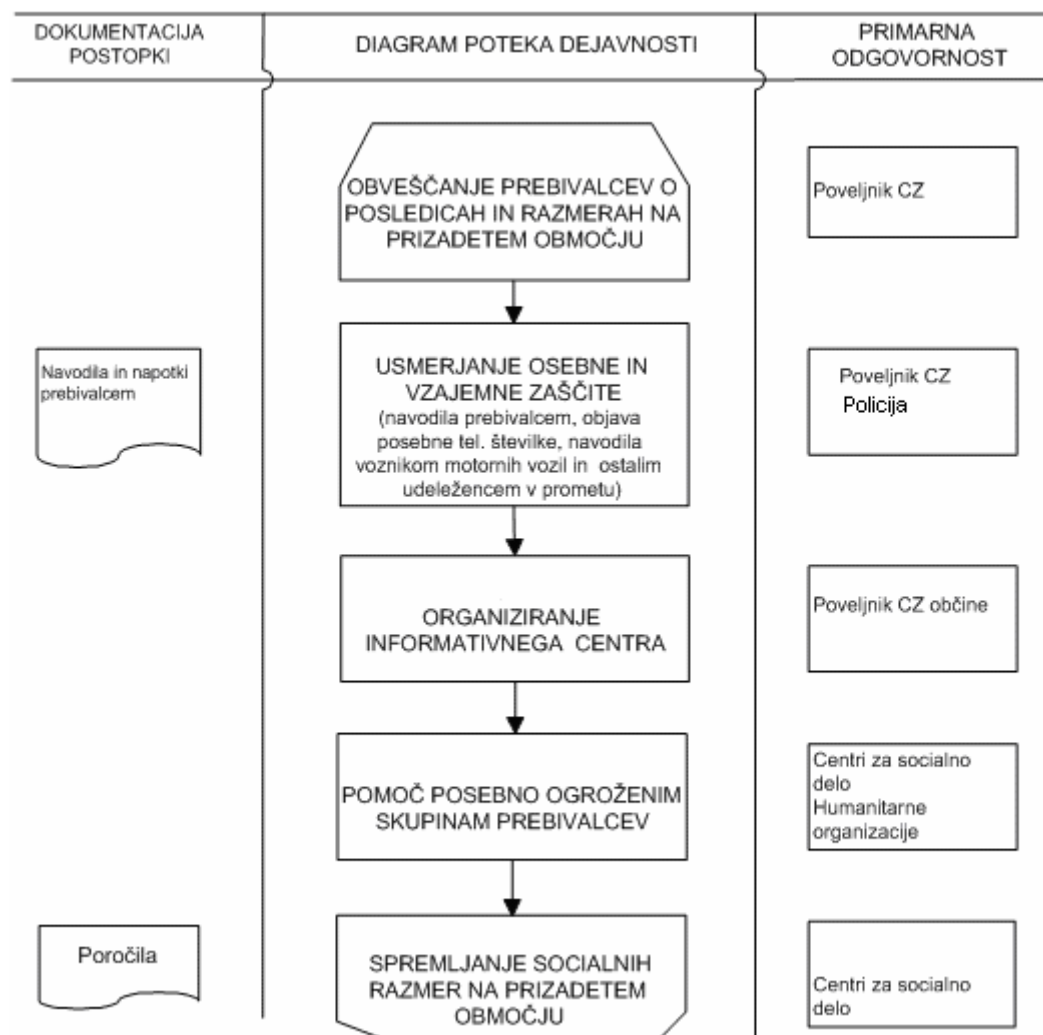 DOKUMENTACIJA
POSTOPKI
DIAGRAM POTEKA DEJAVNOSTI
PRIMARNA
ODGOVORNOST
OBVEŠČANJE PREBIVALCEV O
POSLEDICAH IN RAZMERAH NA
PRIZADETEM OBMOČJU
Poveljnik CZ
Navodila in napotki
prebivalcem
USMERJANJE OSEBNE IN
VZAJEMNE ZAŠČITE
(navodila prebivalcem, objava
posebne tel. številke, navodila
voznikom motornih vozil in ostalim
udeležencem v prometu)
Poveljnik CZ
Policija
ORGANIZIRANJE
INFORMATIVNEGA CENTRA
Poveljnik CZ občine
POMOČ POSEBNO OGROŽENIM
SKUPINAM PREBIVALCEV
Centri za socialno
delo
Humanitarne
organizacije
Poročila
SPREMLJANJE SOCIALNIH
RAZMER NA PRIZADETEM
OBMOČJU
Centri za socialno
delo